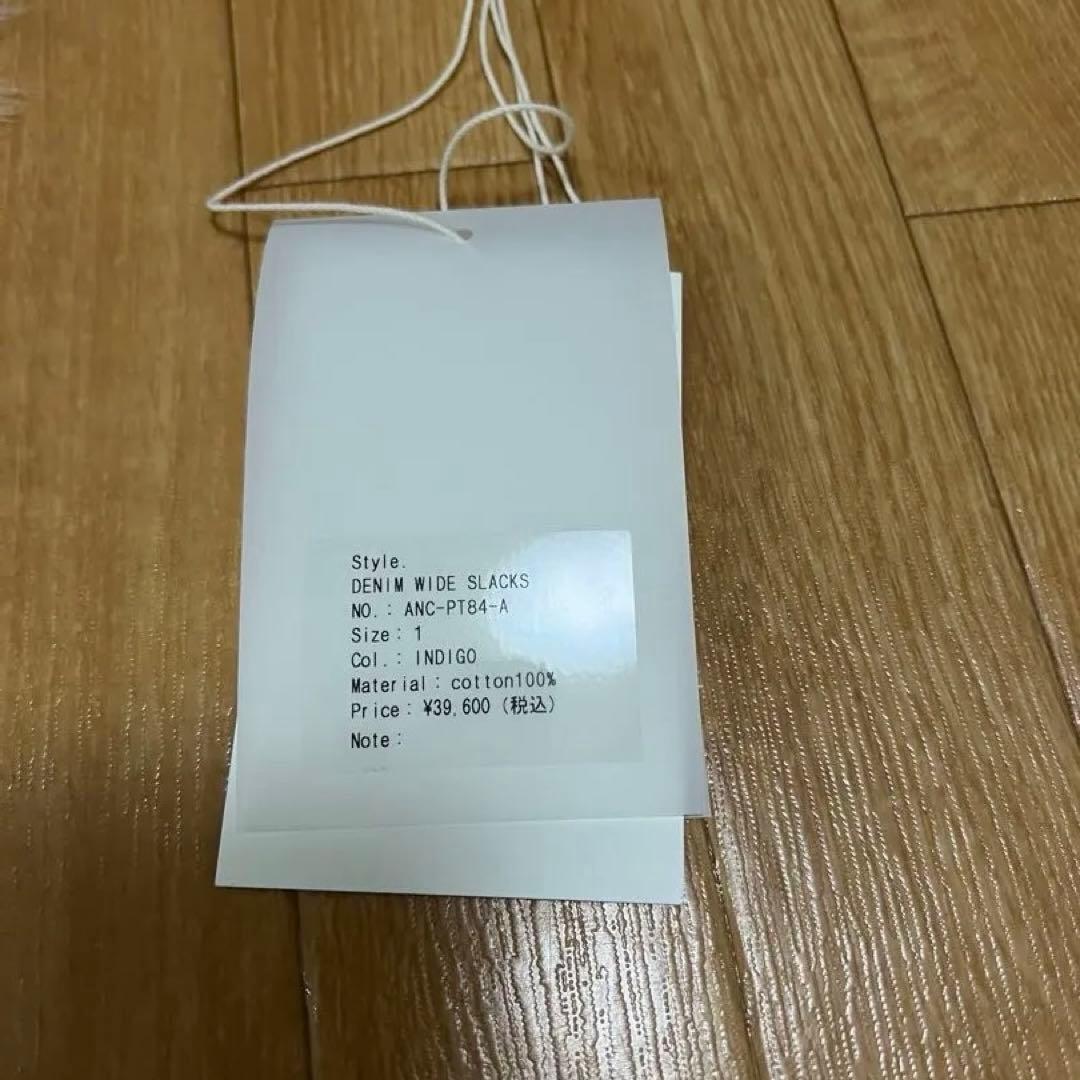 Style.
DENIM WIDE SLACKS
NO.: ANC-PT84-A
Size: 1
Col.: INDIGO
Material: cotton100%
Price: ¥39,600 (税込)
Note: